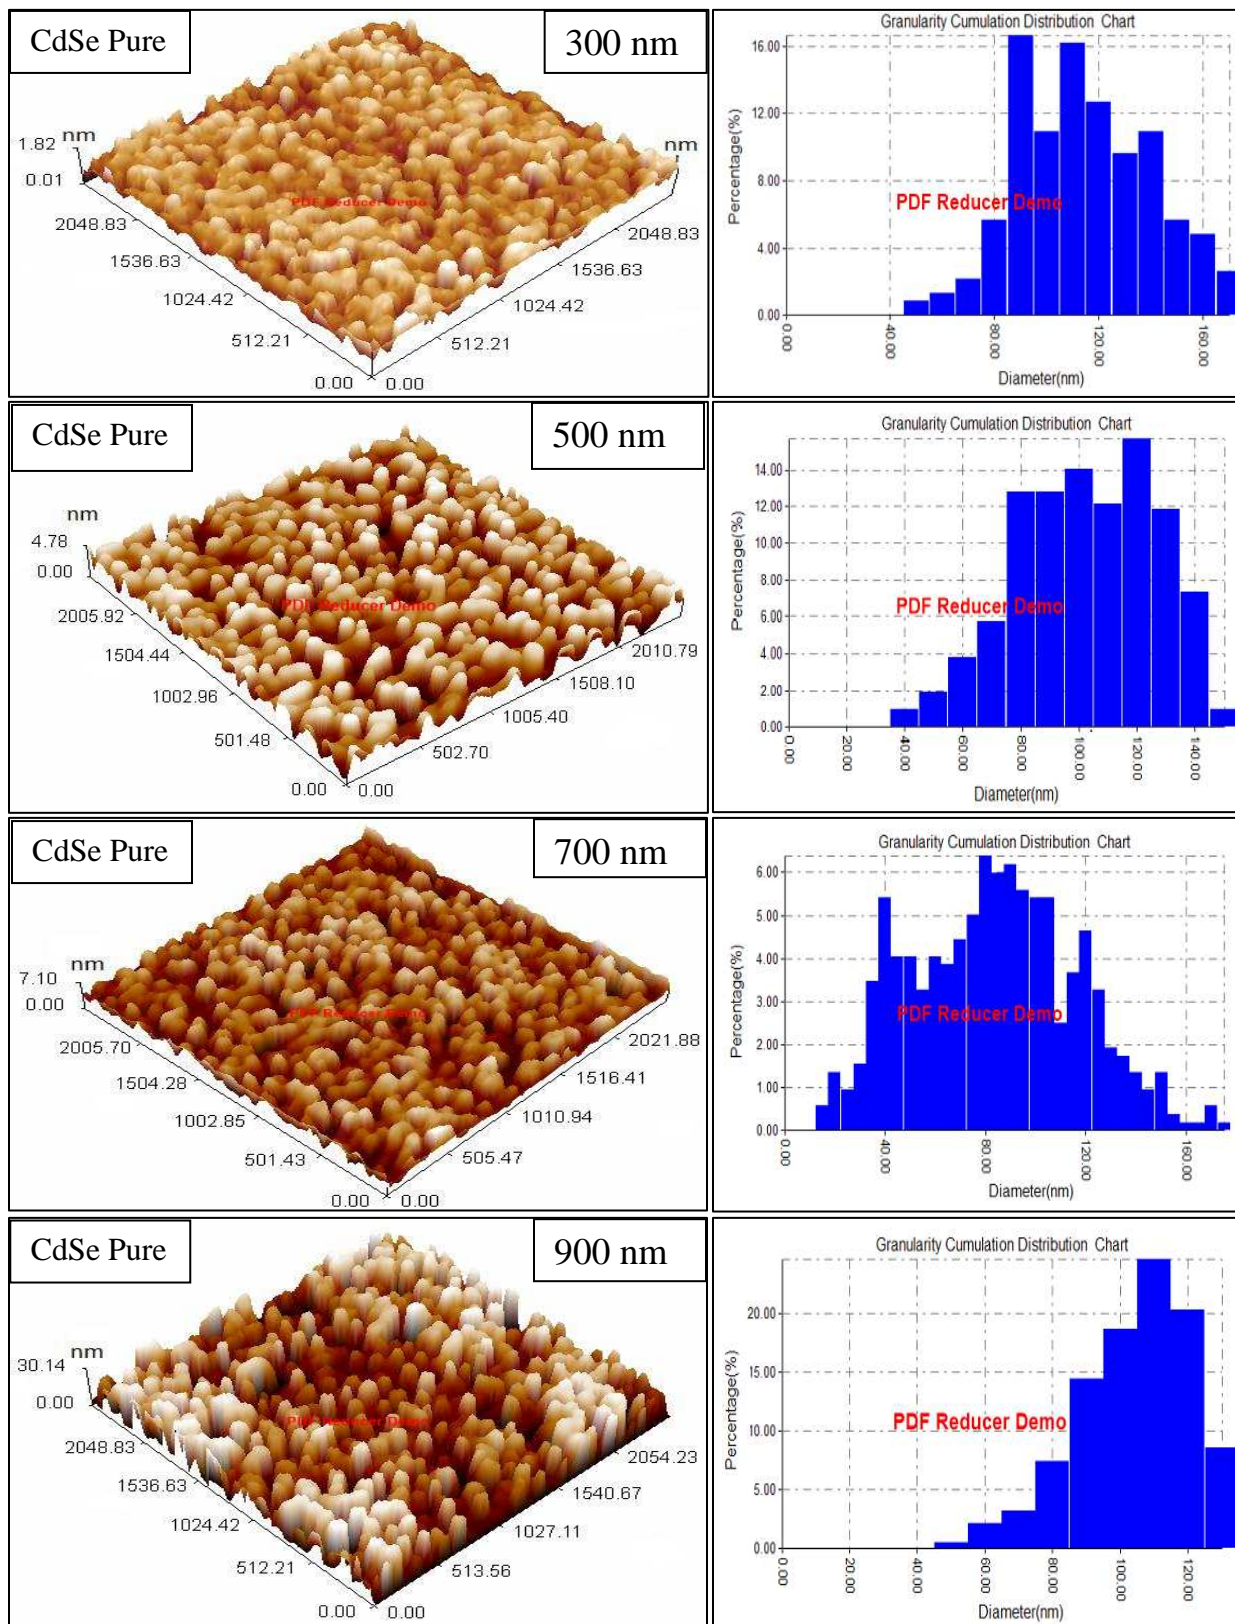 CdSe Pure
300 nm
nm
1.82
0.01
2048.83
1536.63
1024.42
512.21
0.00
0.00
512.21
1024.42
1536.63
2048.83
nm
PDF Reducer Demo
Granularity Cumulation Distribution Chart
Percentage(%)
16.00
12.00
8.00
4.00
0.00
PDF Reducer Demo
0.00
40.00
80.00
120.00
160.00
Diameter(nm)
CdSe Pure
500 nm
nm
4.78
0.00
2005.92
1504.44
1002.96
501.48
0.00
0.00
502.70
1005.40
1508.10
2010.79
PDF Reducer Demo
Granularity Cumulation Distribution Chart
Percentage(%)
14.00
12.00
10.00
8.00
6.00
4.00
2.00
0.00
PDF Reducer Demo
0.00
20.00
40.00
60.00
80.00
100.00
120.00
140.00
Diameter(nm)
CdSe Pure
700 nm
nm
7.10
0.00
2005.70
1504.28
1002.85
501.43
0.00
0.00
505.47
1010.94
1516.41
2021.88
PDF Reducer Demo
Granularity Cumulation Distribution Chart
Percentage(%)
6.00
5.00
4.00
3.00
2.00
1.00
0.00
PDF Reducer Demo
0.00
40.00
80.00
120.00
160.00
Diameter(nm)
CdSe Pure
900 nm
nm
30.14
0.00
2048.83
1536.63
1024.42
512.21
0.00
0.00
513.56
1027.11
1540.67
2054.23
PDF Reducer Demo
Granularity Cumulation Distribution Chart
Percentage(%)
20.00
15.00
10.00
5.00
0.00
PDF Reducer Demo
0.00
20.00
40.00
60.00
80.00
100.00
120.00
Diameter(nm)